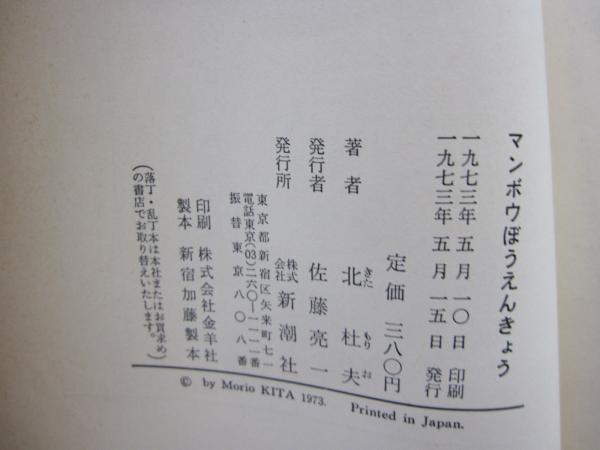 マンボウぼうえんきょう
一九七三年五月一〇日印刷
一九七三年五月一五日発行
定価 三八〇円
著者 北杜夫
きた もり お
発行者 佐藤亮一
発行所 株式会社 新潮社
東京都新宿区矢来町七一
電話東京(03)二六〇―一一一一番
振替東京八〇八番
印刷 株式会社金羊社
製本 新宿加藤製本
(落丁・乱丁本は本社またはお買求め
の書店でお取り替えいたします。)
© by Morio KITA 1973. Printed in Japan.